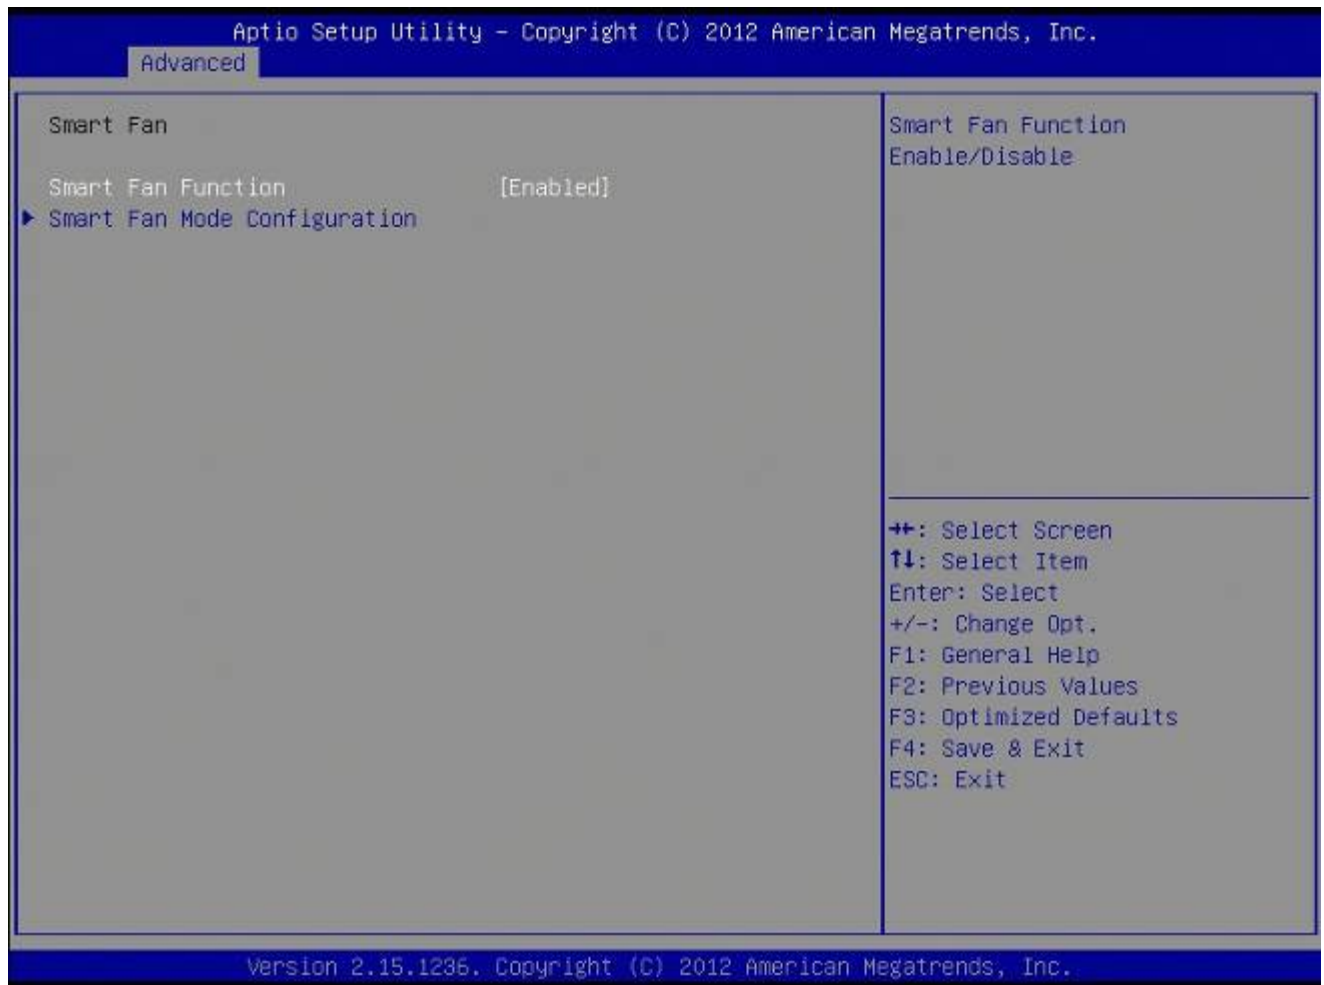 Aptio Setup Utility – Copyright (C) 2012 American Megatrends, Inc.
Advanced
Smart Fan
Smart Fan Function [Enabled]
▶ Smart Fan Mode Configuration
Smart Fan Function
Enable/Disable
→←: Select Screen
↑↓: Select Item
Enter: Select
+/-: Change Opt.
F1: General Help
F2: Previous Values
F3: Optimized Defaults
F4: Save & Exit
ESC: Exit
Version 2.15.1236. Copyright (C) 2012 American Megatrends, Inc.